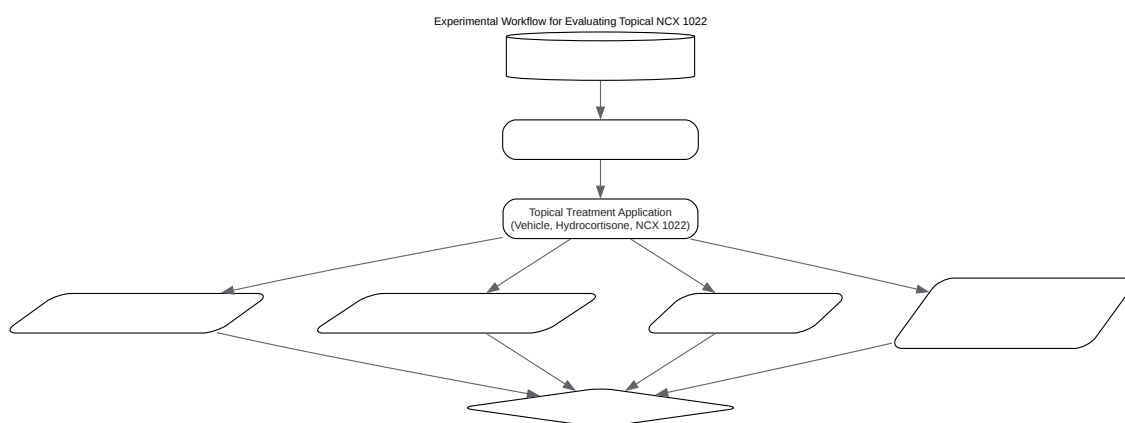 Experimental Workflow for Evaluating Topical NCX 1022
Topical Treatment Application
(Vehicle, Hydrocortisone, NCX 1022)